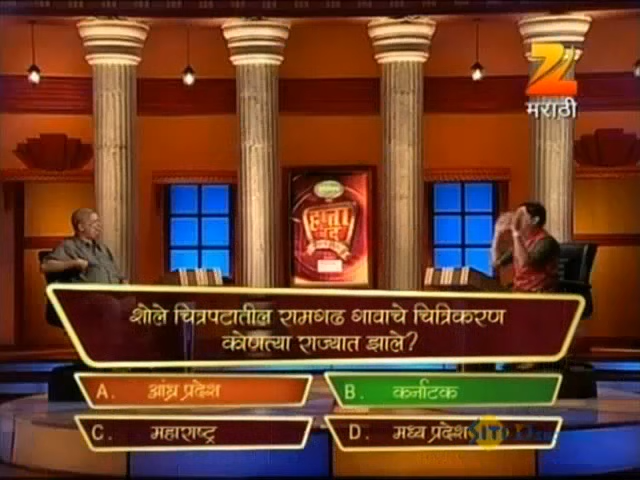 मराठी
शोले चित्रपटातील रामगढ गावाचे चित्रिकरण
कोणत्या राज्यात झाले?
A. आंध्र प्रदेश
B. कर्नाटक
C. महाराष्ट्र
D. मध्य प्रदेश